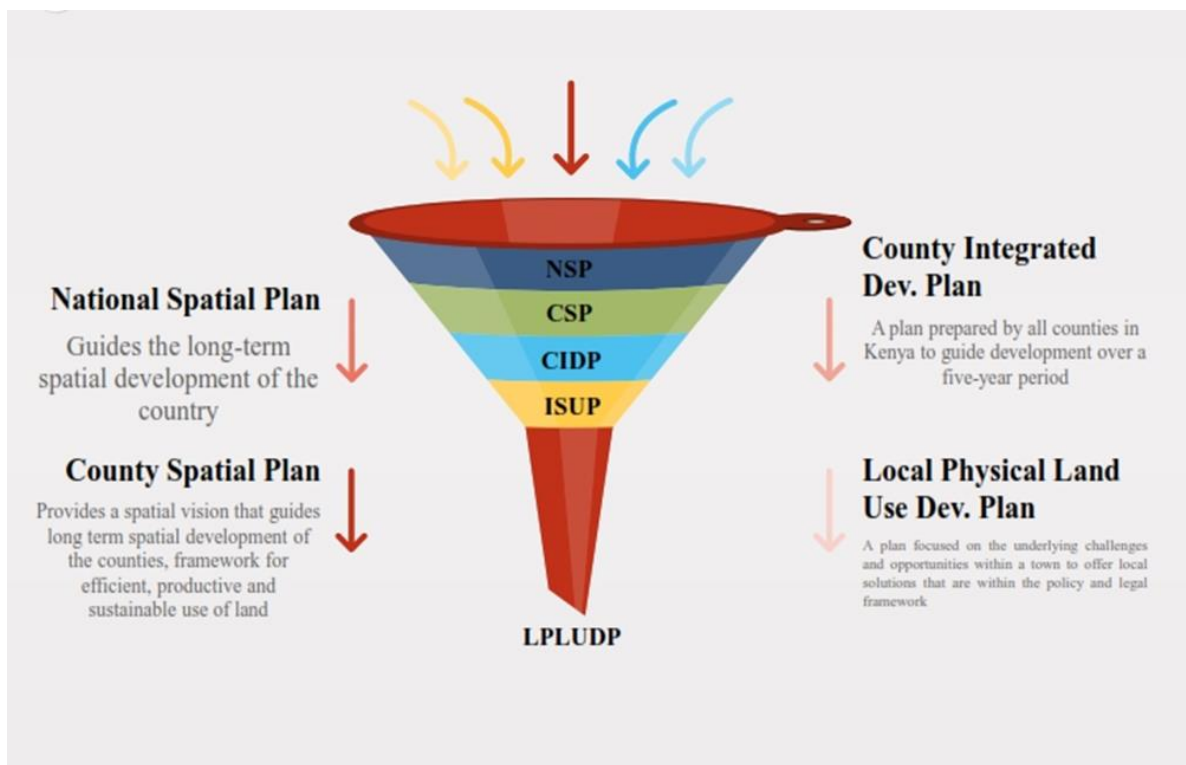 NSP
CSP
CIDP
ISUP
LPLUDP
National Spatial Plan
Guides the long-term
spatial development of the
country
County Spatial Plan
Provides a spatial vision that guides
long term spatial development of
the counties, framework for
efficient, productive and
sustainable use of land
County Integrated
Dev. Plan
A plan prepared by all counties in
Kenya to guide development over a
five-year period
Local Physical Land
Use Dev. Plan
A plan focused on the underlying challenges
and opportunities within a town to offer local
solutions that are within the policy and legal
framework